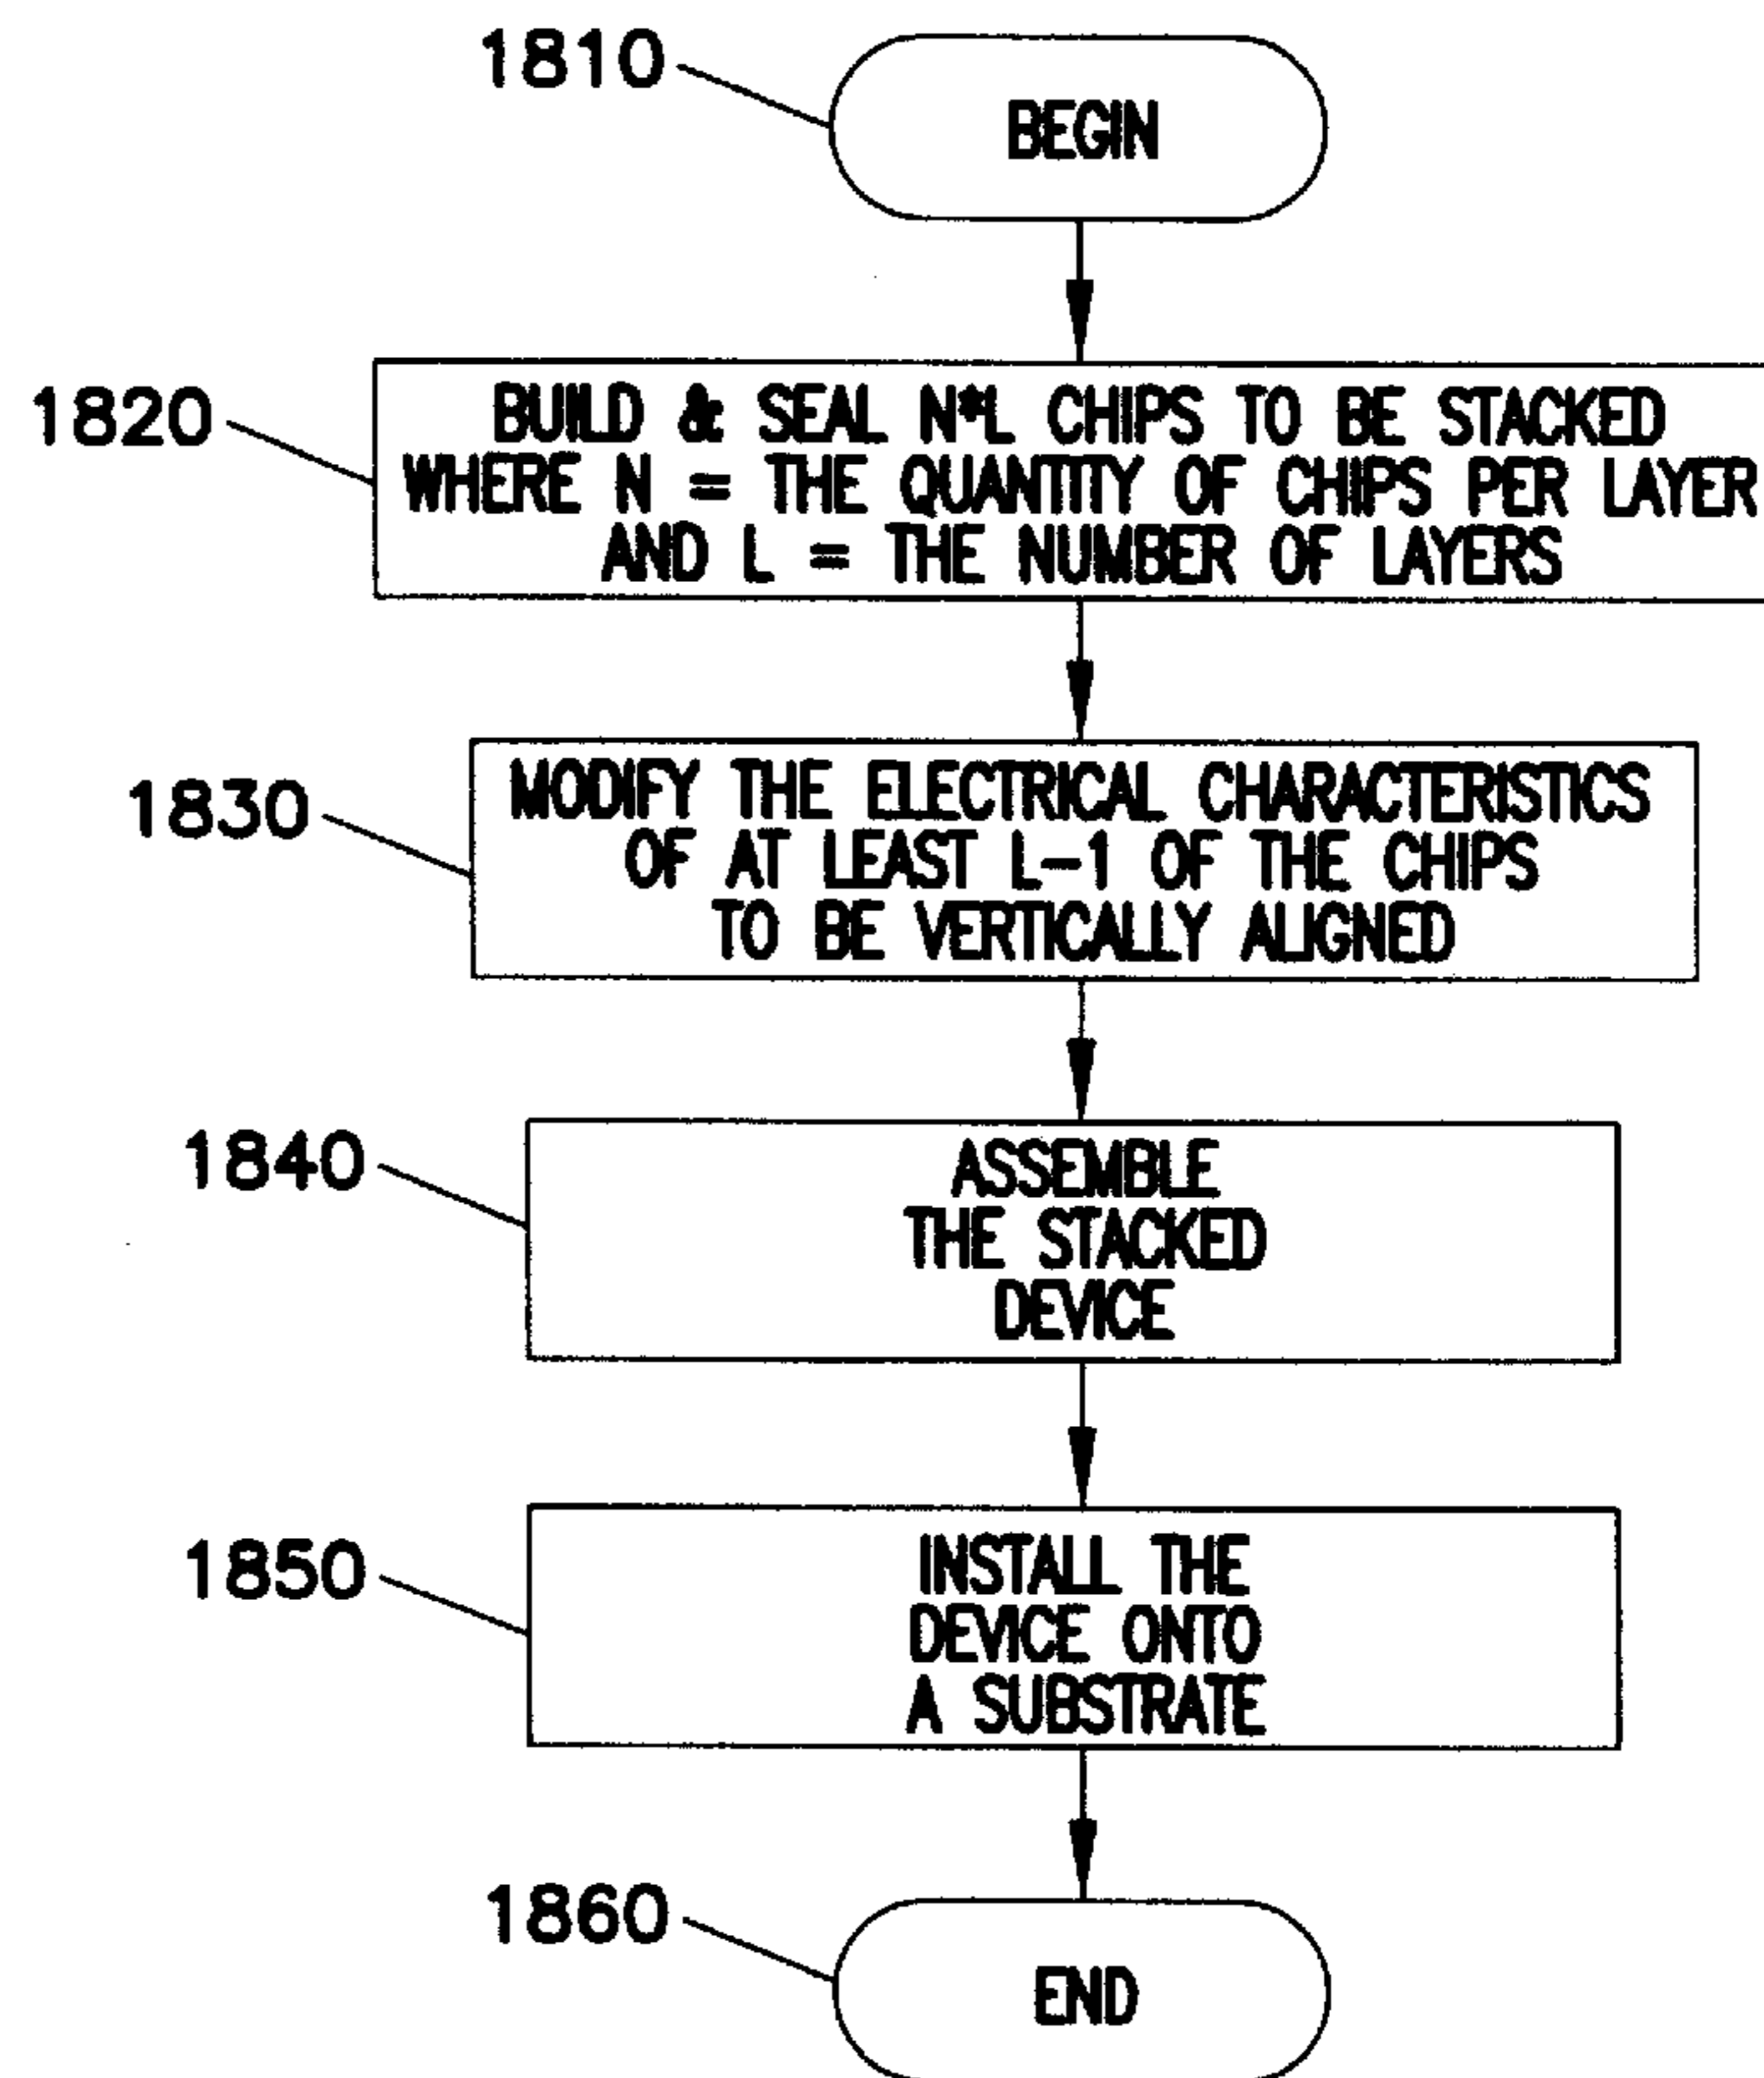 1810
BEGIN
1820
BUILD & SEAL N*L CHIPS TO BE STACKED
WHERE N = THE QUANTITY OF CHIPS PER LAYER
AND L = THE NUMBER OF LAYERS
1830
MODIFY THE ELECTRICAL CHARACTERISTICS
OF AT LEAST L-1 OF THE CHIPS
TO BE VERTICALLY ALIGNED
1840
ASSEMBLE
THE STACKED
DEVICE
1850
INSTALL THE
DEVICE ONTO
A SUBSTRATE
1860
END